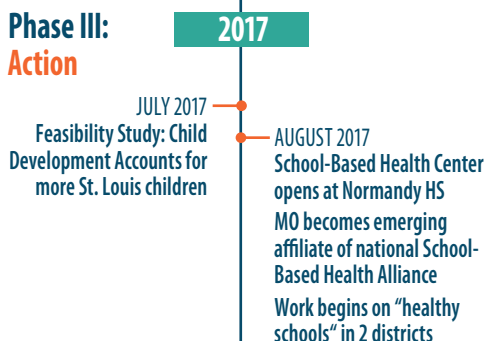 Phase III:
Action
2017
JULY 2017
Feasibility Study: Child
Development Accounts for
more St. Louis children
AUGUST 2017
School-Based Health Center
opens at Normandy HS
MO becomes emerging
affiliate of national School-
Based Health Alliance
Work begins on “healthy
schools“ in 2 districts